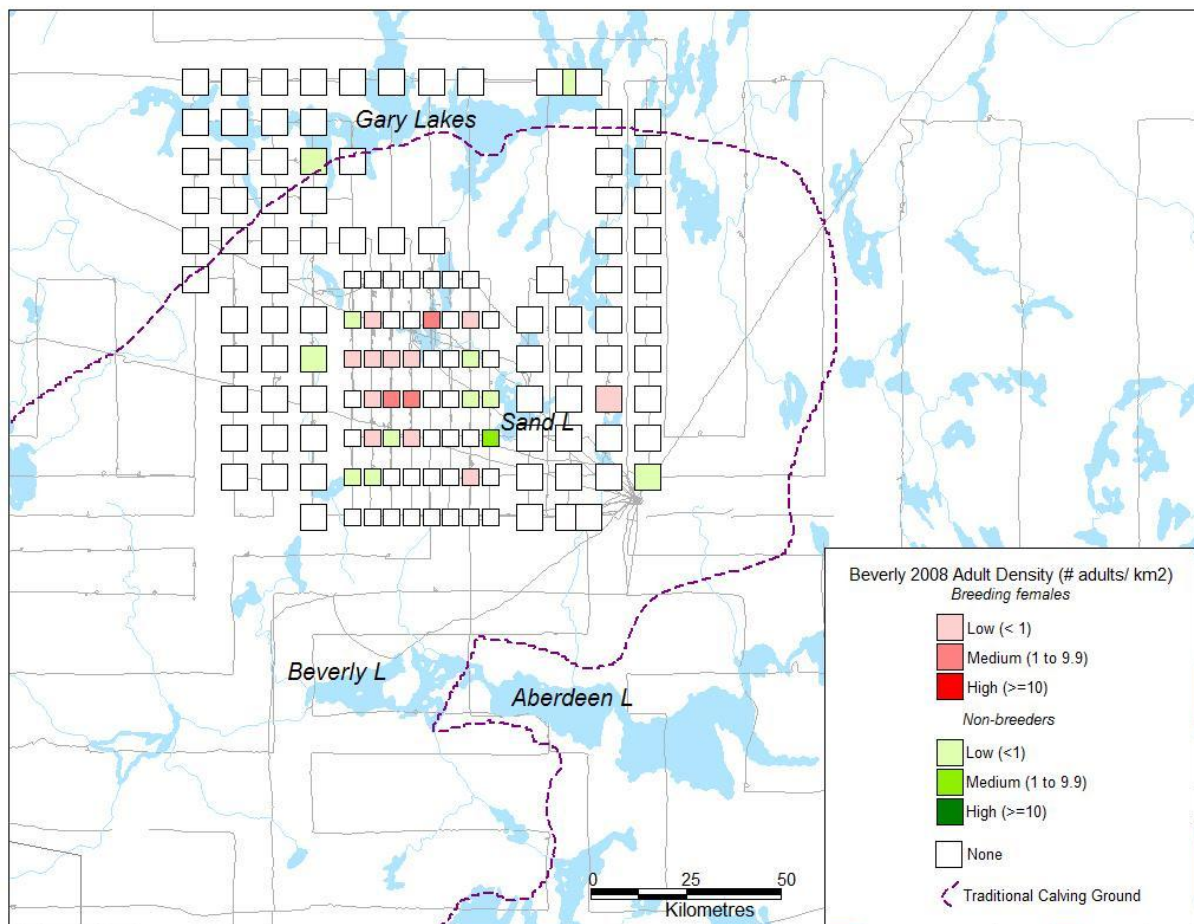 Gary Lakes
Sand L
Beverly L
Aberdeen L
Beverly 2008 Adult Density (# adults/ km2)
Breeding females
Low (< 1)
Medium (1 to 9.9)
High (>=10)
Non-breeders
Low (<1)
Medium (1 to 9.9)
High (>=10)
None
Traditional Calving Ground
0 25 50
Kilometres